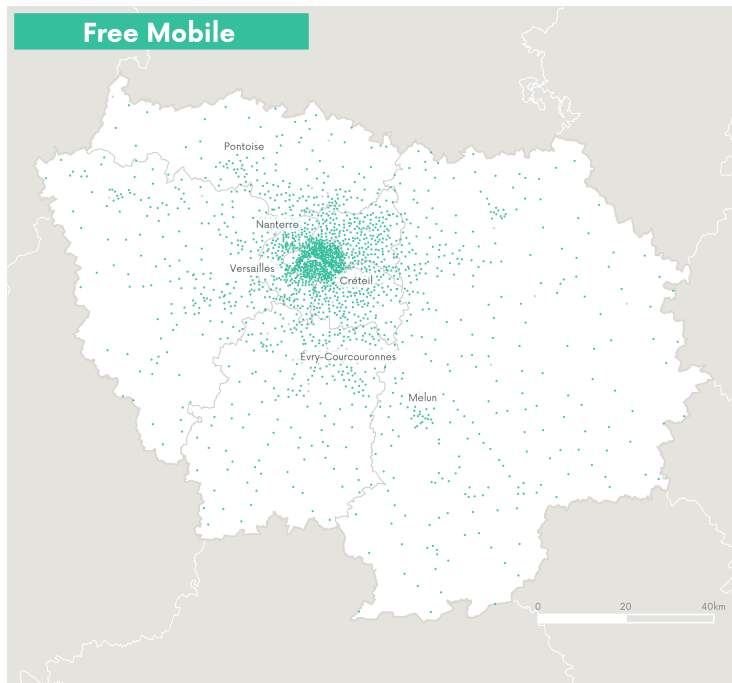 Free Mobile
Pontoise
Nanterre
Versailles
Créteil
Évry-Courcouronnes
Melun
0 20 40km